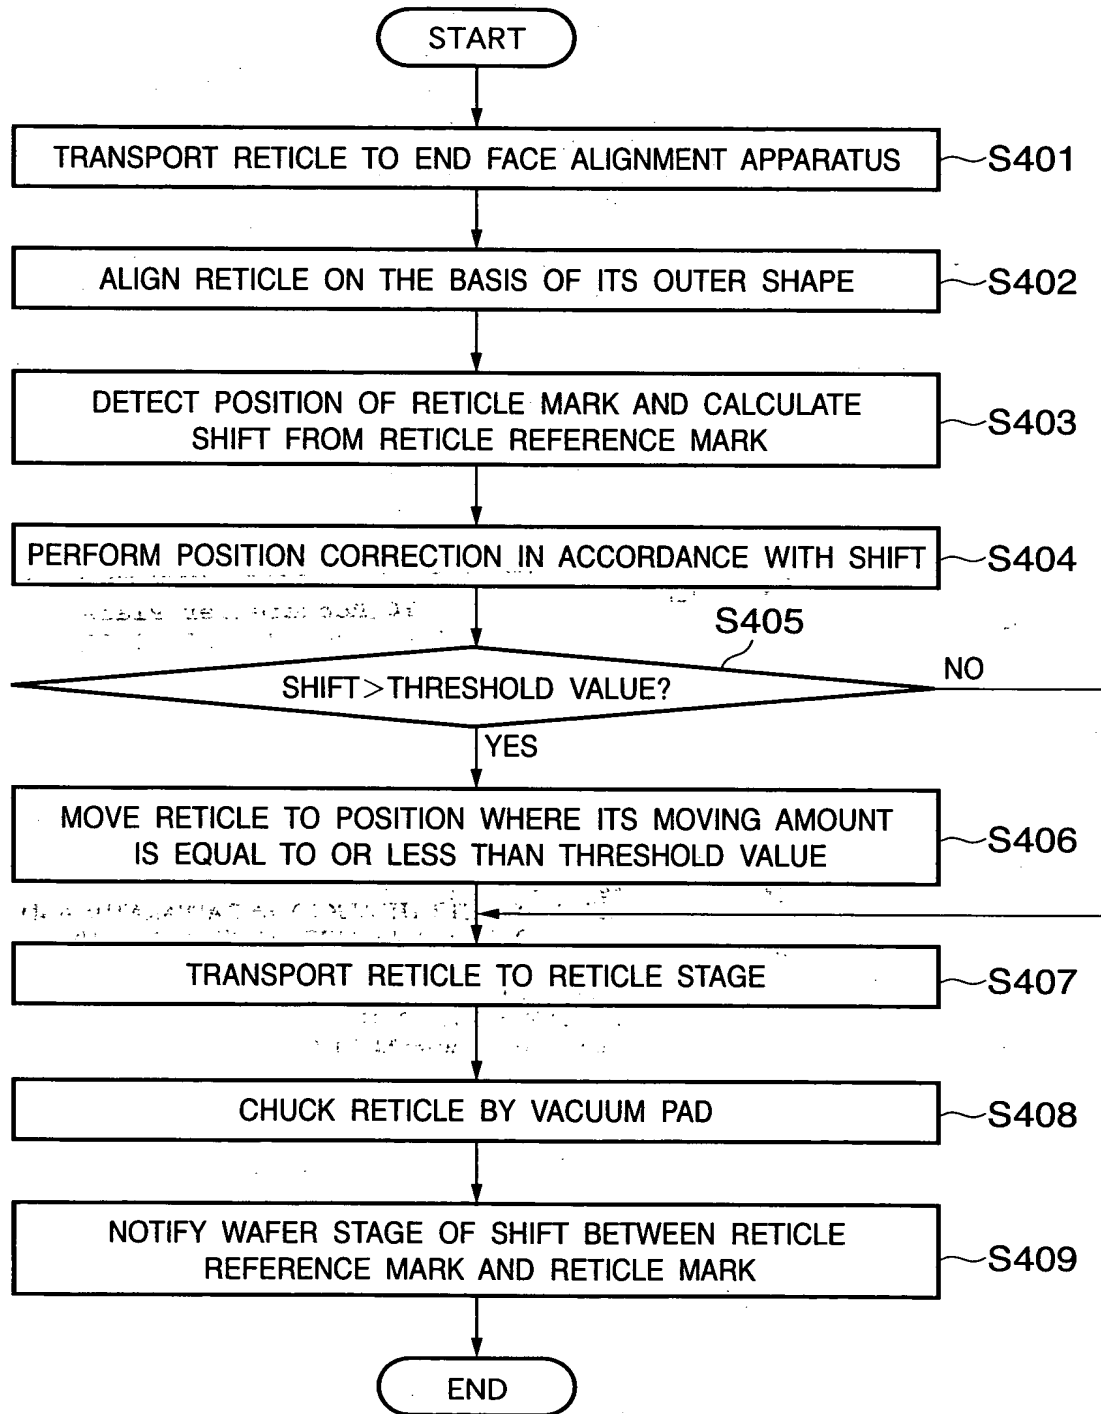 START
TRANSPORT RETICLE TO END FACE ALIGNMENT APPARATUS
S401
ALIGN RETICLE ON THE BASIS OF ITS OUTER SHAPE
S402
DETECT POSITION OF RETICLE MARK AND CALCULATE
SHIFT FROM RETICLE REFERENCE MARK
S403
PERFORM POSITION CORRECTION IN ACCORDANCE WITH SHIFT
S404
S405
SHIFT>THRESHOLD VALUE?
NO
YES
MOVE RETICLE TO POSITION WHERE ITS MOVING AMOUNT
IS EQUAL TO OR LESS THAN THRESHOLD VALUE
S406
TRANSPORT RETICLE TO RETICLE STAGE
S407
CHUCK RETICLE BY VACUUM PAD
S408
NOTIFY WAFER STAGE OF SHIFT BETWEEN RETICLE
REFERENCE MARK AND RETICLE MARK
S409
END